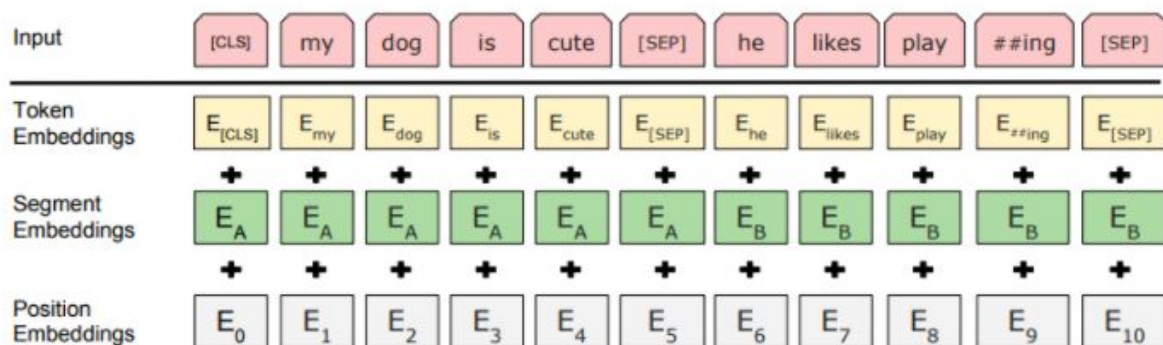 Input [CLS] my dog is cute [SEP] he likes play ##ing [SEP]
Token
Embeddings E[CLS] Emy Edog Eis Ecute E[SEP] Ehe Elikes Eplay E##ing E[SEP]
+ + + + + + + + + + +
Segment
Embeddings EA EA EA EA EA EA EB EB EB EB EB
+ + + + + + + + + + +
Position
Embeddings E0 E1 E2 E3 E4 E5 E6 E7 E8 E9 E10